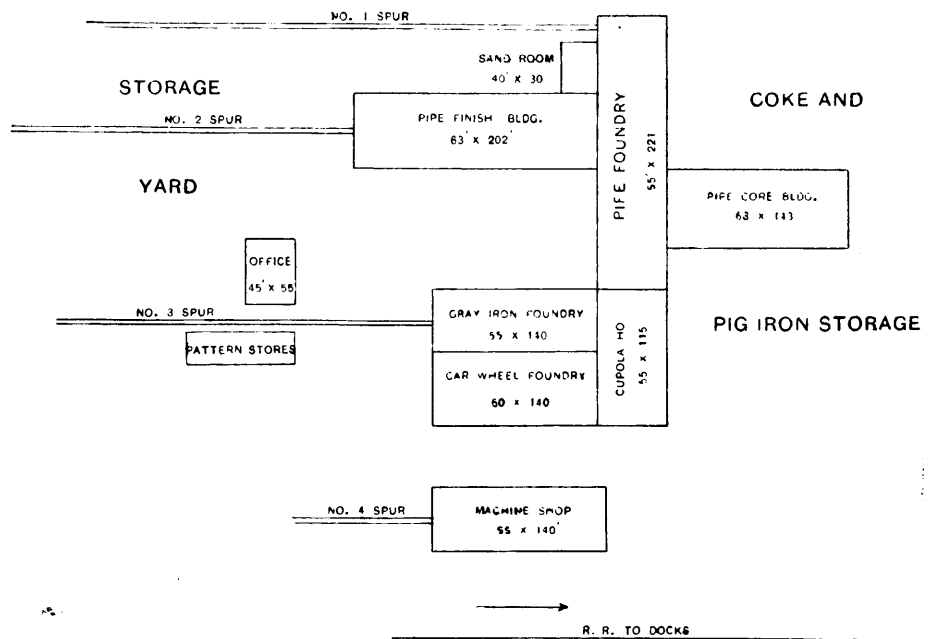 NO. 1 SPUR
SAND ROOM
40' X 30
STORAGE
COKE AND
NO. 2 SPUR
PIPE FINISH BLDG.
63' X 202'
PIPE FOUNDRY
55' X 221
YARD
PIPE CORE BLDG.
63 X 143
OFFICE
45' X 55
NO. 3 SPUR
GRAY IRON FOUNDRY
55 X 140
PIG IRON STORAGE
PATTERN STORES
CUPOLA HO
55 X 115
CAR WHEEL FOUNDRY
60 X 140
NO. 4 SPUR
MACHINE SHOP
55 X 140'
R. R. TO DOCKS